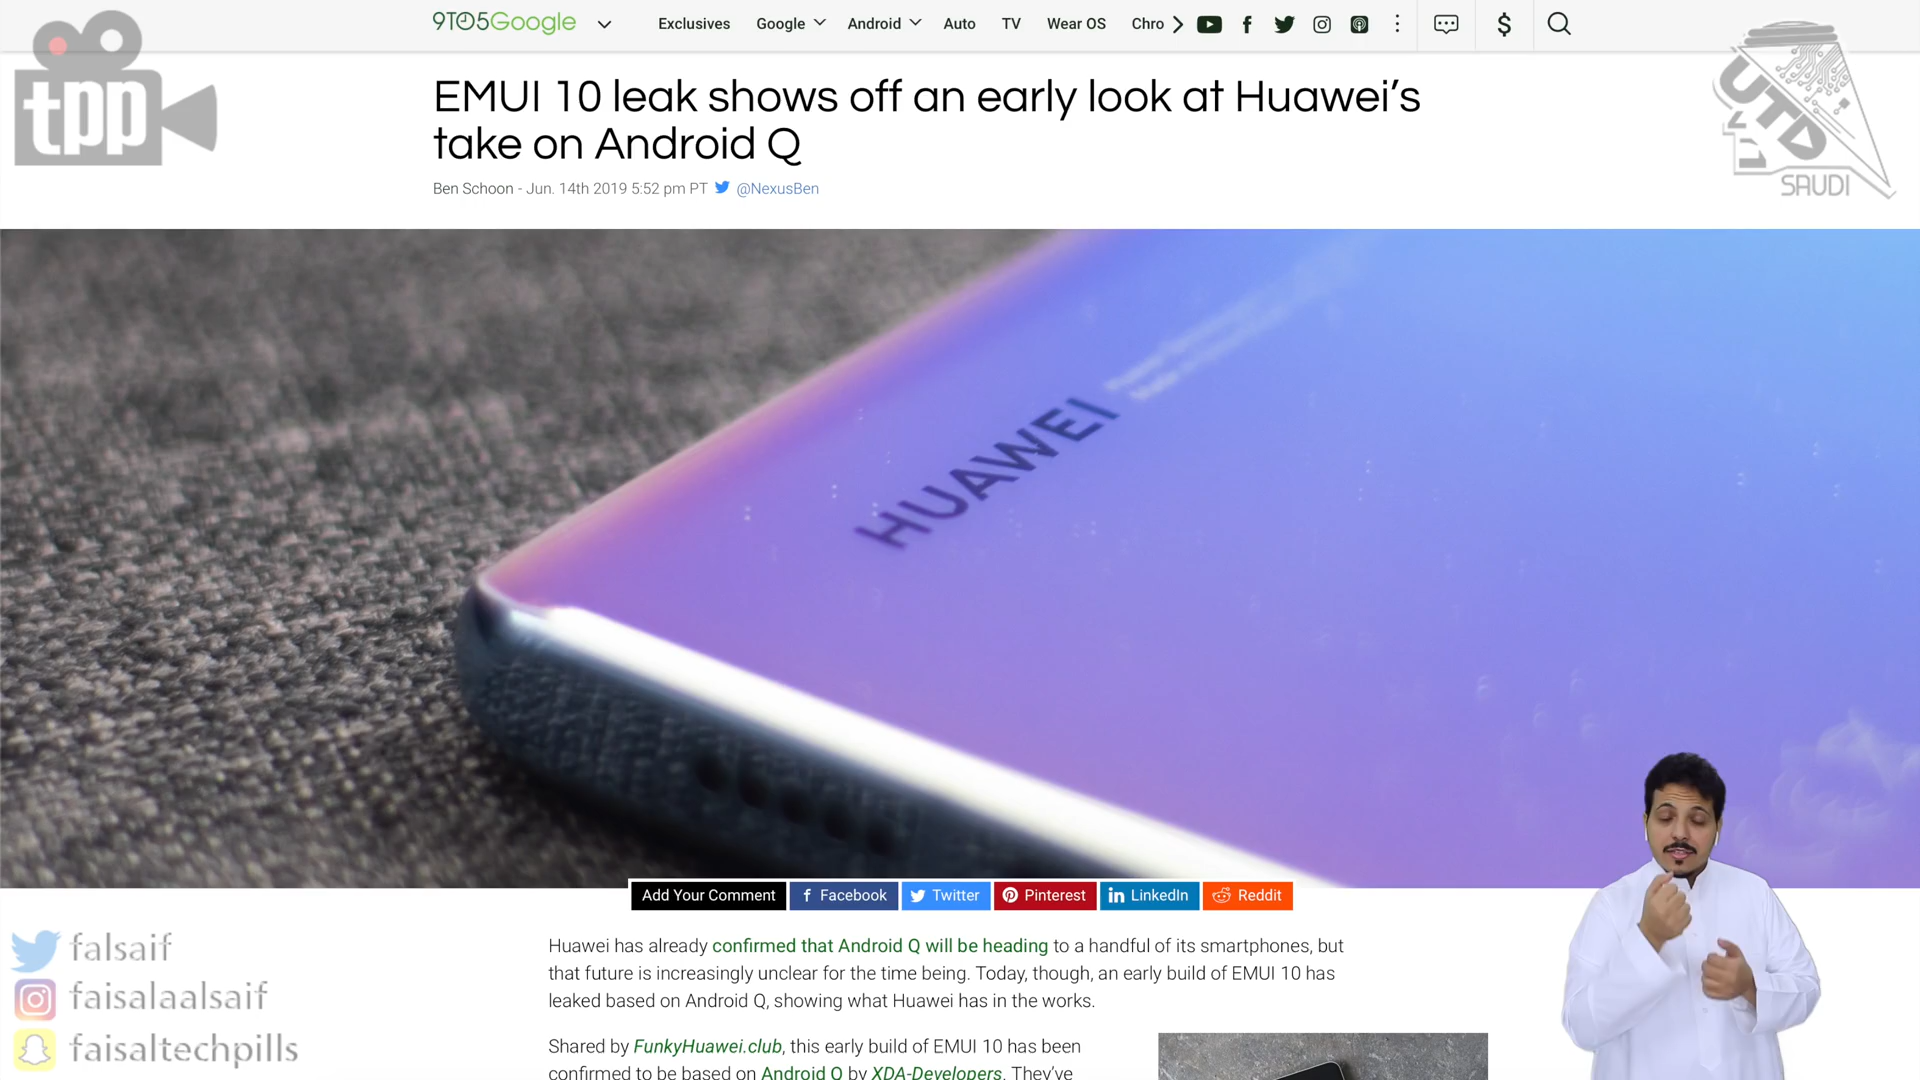 9TO5Google
Exclusives Google Android Auto TV Wear OS Chro
$
tpp
UTD
SAUDI
EMUI 10 leak shows off an early look at Huawei’s
take on Android Q
Ben Schoon - Jun. 14th 2019 5:52 pm PT @NexusBen
HUAWEI
Add Your Comment Facebook Twitter Pinterest LinkedIn Reddit
Huawei has already confirmed that Android Q will be heading to a handful of its smartphones, but
that future is increasingly unclear for the time being. Today, though, an early build of EMUI 10 has
leaked based on Android Q, showing what Huawei has in the works.
Shared by FunkyHuawei.club, this early build of EMUI 10 has been
confirmed to be based on Android Q by XDA-Developers. They’ve
falsaif
faisalaalsaif
faisaltechpills